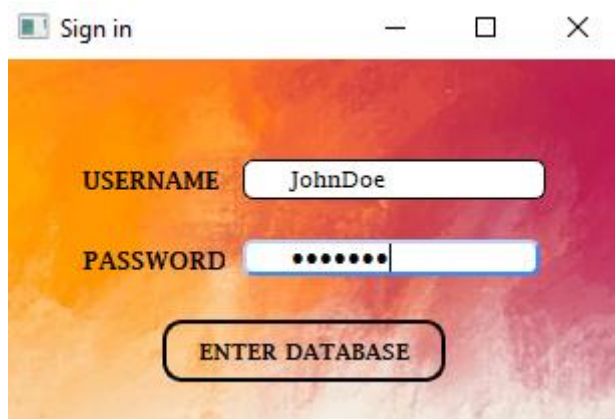 Sign in
USERNAME JohnDoe
PASSWORD •••••••
ENTER DATABASE